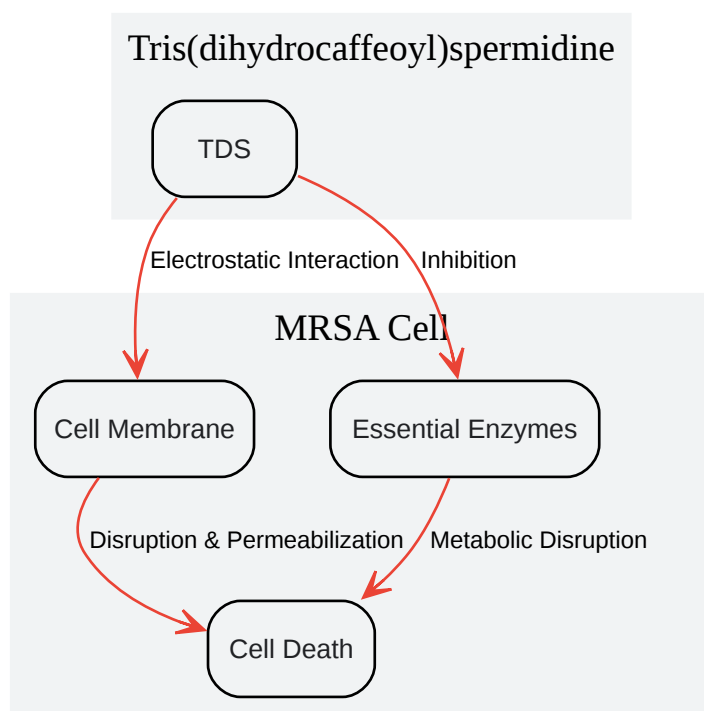 Tris(dihydrocaffeoyl)spermidine
TDS
Electrostatic Interaction
Inhibition
MRSA Cell
Cell Membrane
Essential Enzymes
Disruption & Permeabilization
Metabolic Disruption
Cell Death